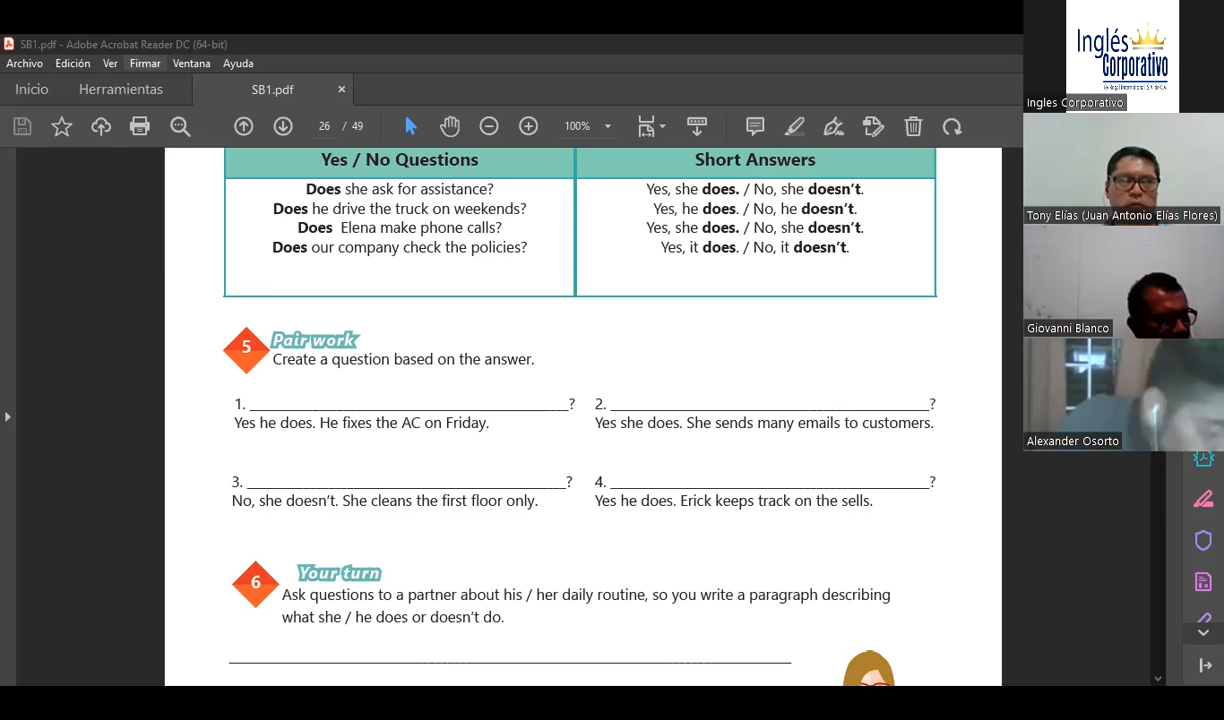 SB1.pdf - Adobe Acrobat Reader DC (64-bit)
Archivo Edición Ver Firmar Ventana Ayuda
Inicio Herramientas SB1.pdf ×
26 / 49 100%
Yes / No Questions Short Answers
Does she ask for assistance? Yes, she does. / No, she doesn't.
Does he drive the truck on weekends? Yes, he does. / No, he doesn't.
Does Elena make phone calls? Yes, she does. / No, she doesn't.
Does our company check the policies? Yes, it does. / No, it doesn't.
5 Pair work
Create a question based on the answer.
1. ________________________________________? 2. ________________________________________?
Yes he does. He fixes the AC on Friday. Yes she does. She sends many emails to customers.
3. ________________________________________? 4. ________________________________________?
No, she doesn't. She cleans the first floor only. Yes he does. Erick keeps track on the sells.
6 Your turn
Ask questions to a partner about his / her daily routine, so you write a paragraph describing
what she / he does or doesn't do.
Inglés
Corporativo
Ingles Corporativo
Tony Elías (Juan Antonio Elías Flores)
Giovanni Blanco
Alexander Osorto